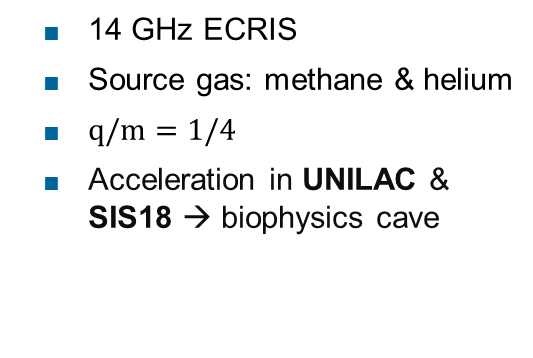 ▪ 14 GHz ECRIS
▪ Source gas: methane & helium
▪ q/m = 1/4
▪ Acceleration in UNILAC &
SIS18 → biophysics cave